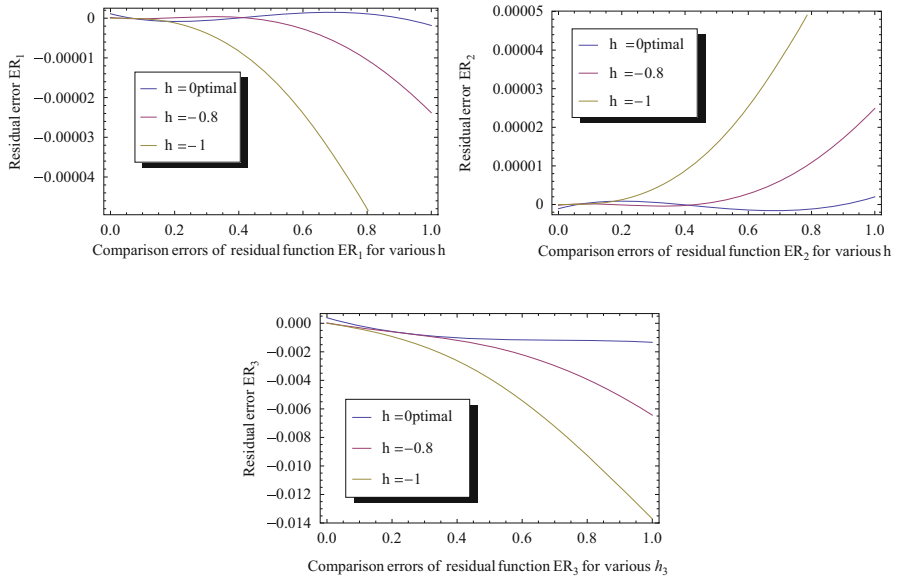 0
−0.00001
−0.00002
−0.00003
−0.00004
Residual error ER1
h =0ptimal
h=−0.8
h=−1
0.0 0.2 0.4 0.6 0.8 1.0
Comparison errors of residual function ER1 for various h
0.00005
0.00004
0.00003
0.00002
0.00001
0
Residual error ER2
h =0ptimal
h=−0.8
h=−1
0.0 0.2 0.4 0.6 0.8 1.0
Comparison errors of residual function ER2 for various h
0.000
−0.002
−0.004
−0.006
−0.008
−0.010
−0.012
−0.014
Residual error ER3
h =0ptimal
h=−0.8
h=−1
0.0 0.2 0.4 0.6 0.8 1.0
Comparison errors of residual function ER3 for various h3